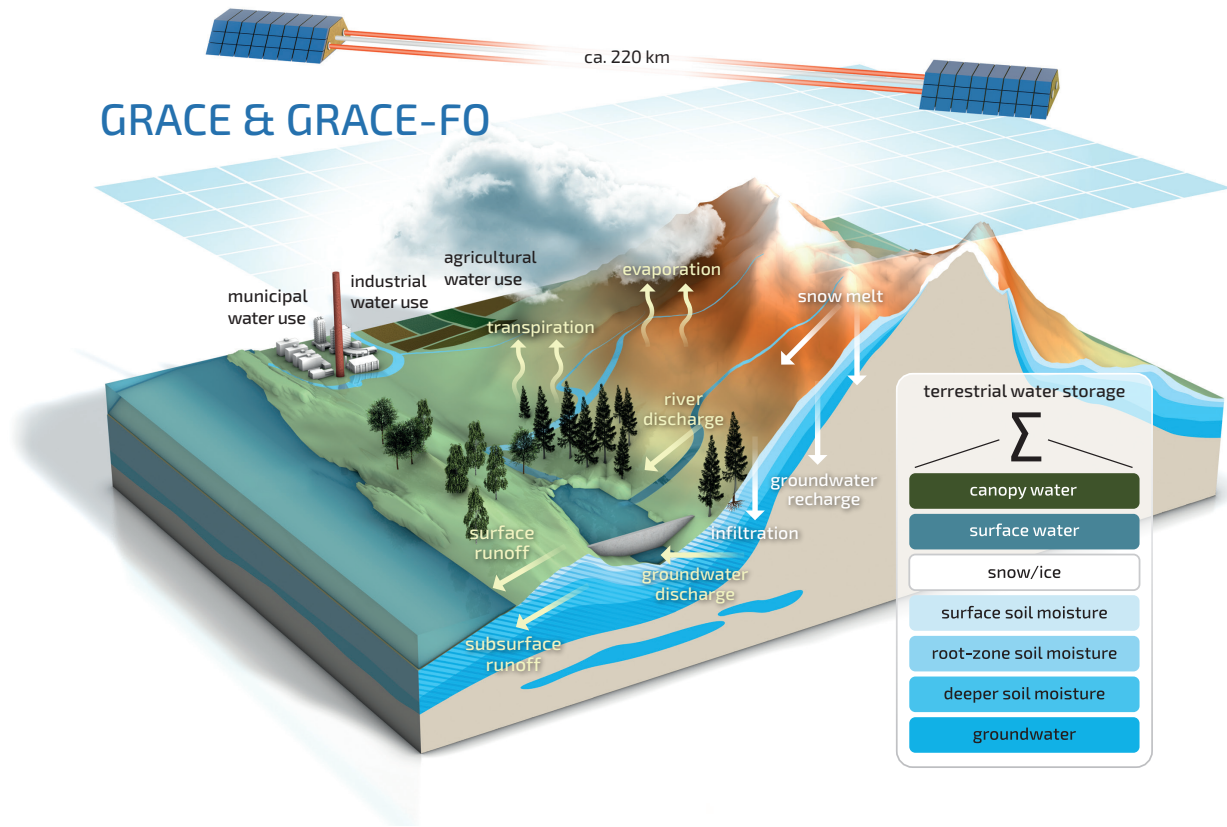 ca. 220 km
GRACE & GRACE-FO
agricultural
water use
industrial
water use
municipal
water use
evaporation
transpiration
snow melt
river
discharge
groundwater
recharge
infiltration
surface
runoff
groundwater
discharge
subsurface
runoff
terrestrial water storage
Σ
canopy water
surface water
snow/ice
surface soil moisture
root-zone soil moisture
deeper soil moisture
groundwater